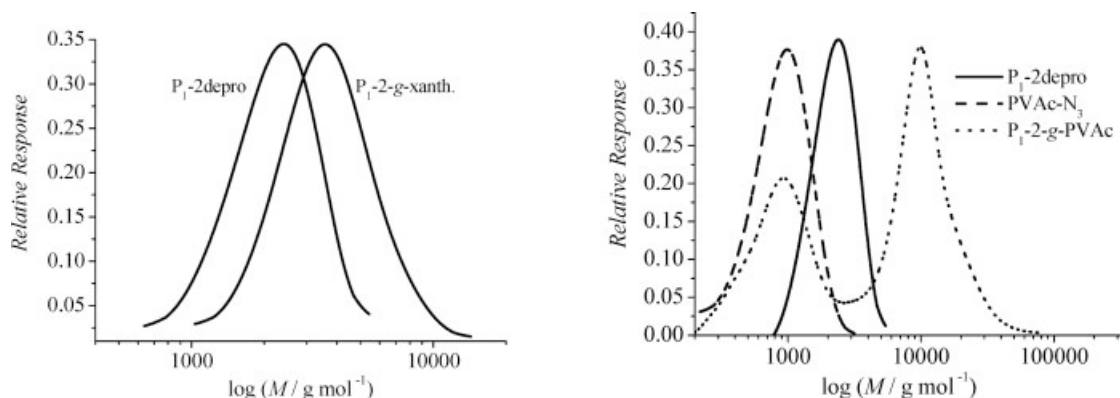 0.35
0.30
0.25
0.20
0.15
0.10
0.05
Relative Response
P₁-2depro
P₁-2-g-xanth.
1000
10000
log (M / g mol⁻¹)
0.40
0.35
0.30
0.25
0.20
0.15
0.10
0.05
0.00
Relative Response
P₁-2depro
PVAc-N₃
P₁-2-g-PVAc
1000
10000
100000
log (M / g mol⁻¹)